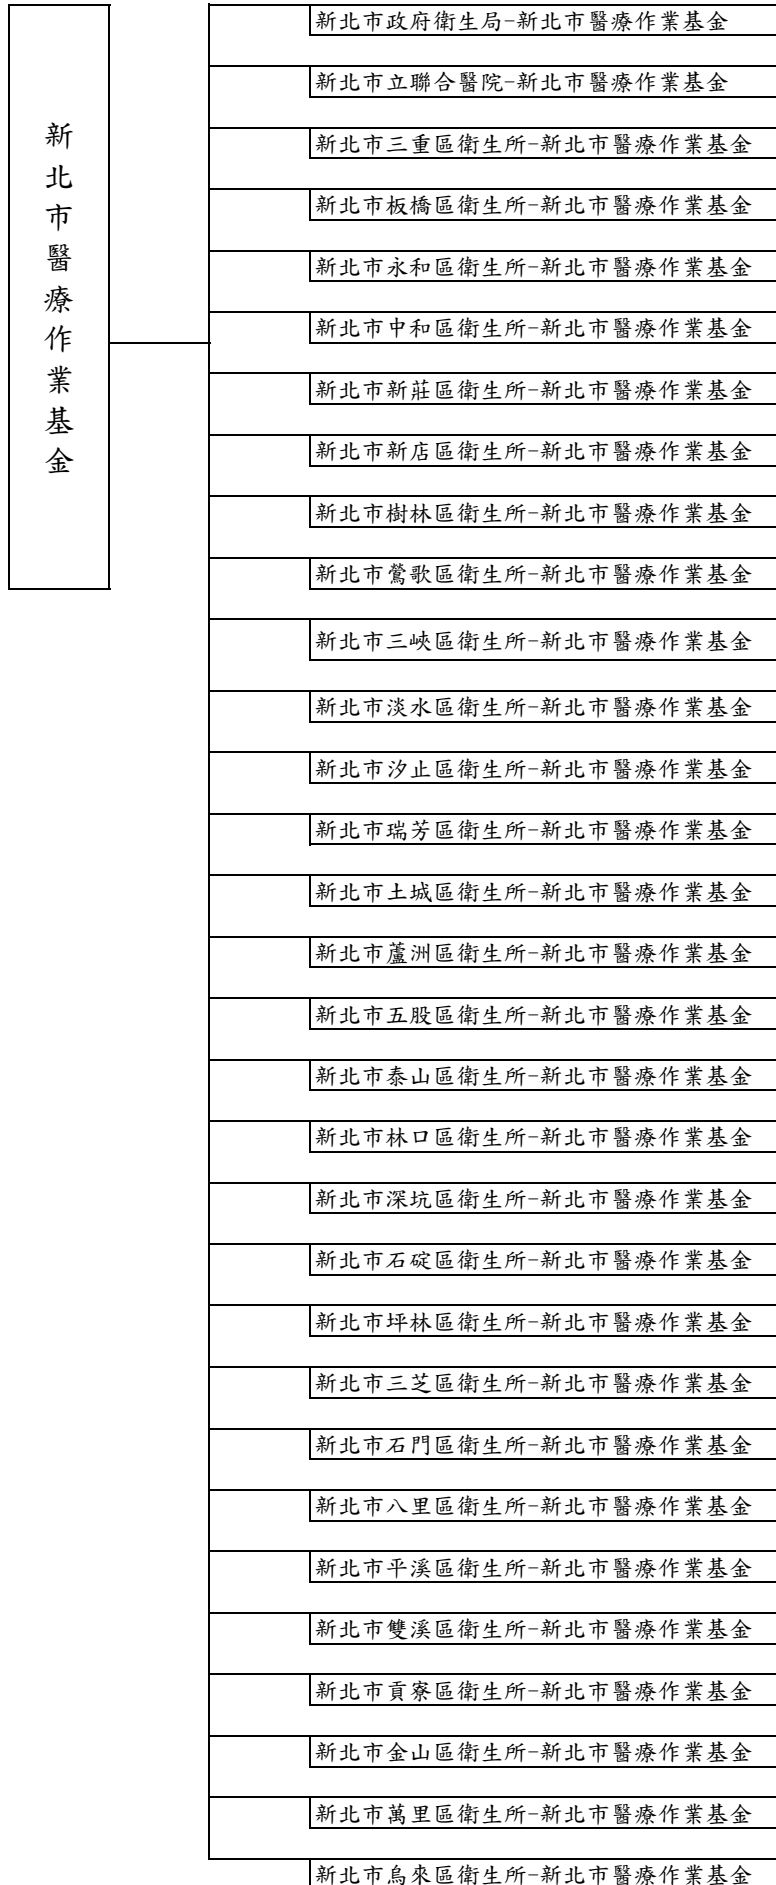 新北市醫療作業基金
新北市政府衛生局-新北市醫療作業基金
新北市立聯合醫院-新北市醫療作業基金
新北市三重區衛生所-新北市醫療作業基金
新北市板橋區衛生所-新北市醫療作業基金
新北市永和區衛生所-新北市醫療作業基金
新北市中和區衛生所-新北市醫療作業基金
新北市新莊區衛生所-新北市醫療作業基金
新北市新店區衛生所-新北市醫療作業基金
新北市樹林區衛生所-新北市醫療作業基金
新北市鶯歌區衛生所-新北市醫療作業基金
新北市三峽區衛生所-新北市醫療作業基金
新北市淡水區衛生所-新北市醫療作業基金
新北市汐止區衛生所-新北市醫療作業基金
新北市瑞芳區衛生所-新北市醫療作業基金
新北市土城區衛生所-新北市醫療作業基金
新北市蘆洲區衛生所-新北市醫療作業基金
新北市五股區衛生所-新北市醫療作業基金
新北市泰山區衛生所-新北市醫療作業基金
新北市林口區衛生所-新北市醫療作業基金
新北市深坑區衛生所-新北市醫療作業基金
新北市石碇區衛生所-新北市醫療作業基金
新北市坪林區衛生所-新北市醫療作業基金
新北市三芝區衛生所-新北市醫療作業基金
新北市石門區衛生所-新北市醫療作業基金
新北市八里區衛生所-新北市醫療作業基金
新北市平溪區衛生所-新北市醫療作業基金
新北市雙溪區衛生所-新北市醫療作業基金
新北市貢寮區衛生所-新北市醫療作業基金
新北市金山區衛生所-新北市醫療作業基金
新北市萬里區衛生所-新北市醫療作業基金
新北市烏來區衛生所-新北市醫療作業基金